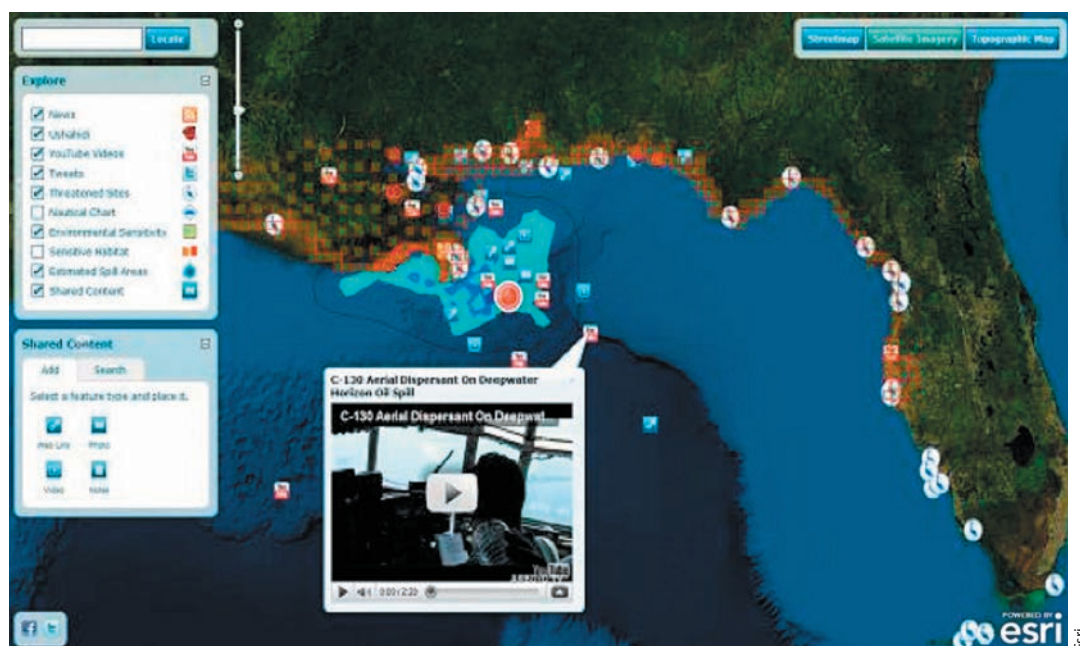 Locate
Streetmap
Satellite Imagery
Topographic Map
Explore
News
Ushahidi
YouTube Videos
Tweets
Threatened Sites
Nautical Chart
Environmental Sensitivity
Sensitive Habitat
Estimated Spill Areas
Shared Content
Shared Content
Add
Search
Select a feature type and place it.
Web Link
Photo
Video
Notes
C-130 Aerial Dispersant On Deepwater
Horizon Oil Spill
C-130 Aerial Dispersant On Deepwat...
YouTube
0:00 / 2:20
POWERED BY
esri
Esri